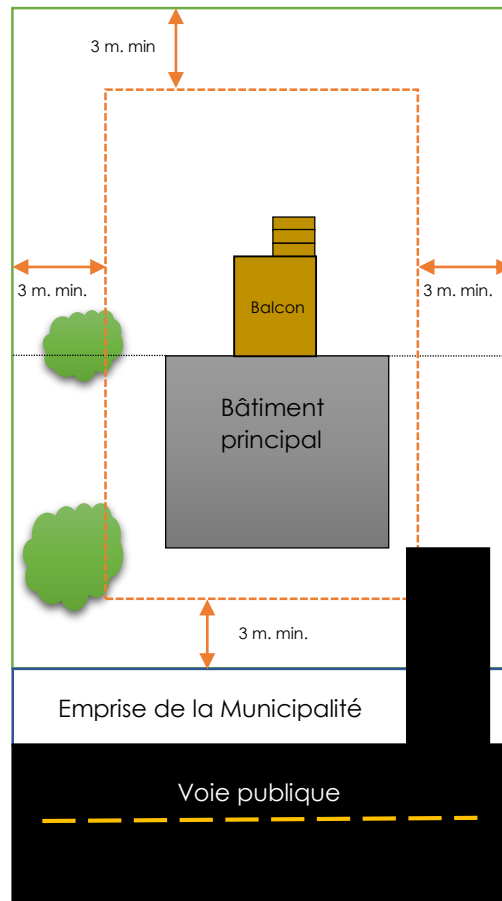 3 m. min
3 m. min.
3 m. min.
Balcon
Bâtiment
principal
3 m. min.
Emprise de la Municipalité
Voie publique